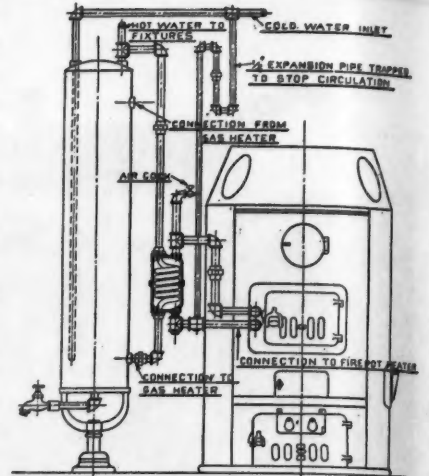 HOT WATER TO
FIXTURES
COLD WATER INLET
½" EXPANSION PIPE TRAPPED
TO STOP CIRCULATION
CONNECTION FROM
GAS HEATER
AIR COCK
CONNECTION TO FIREPOT HEATER
CONNECTION TO
GAS HEATER